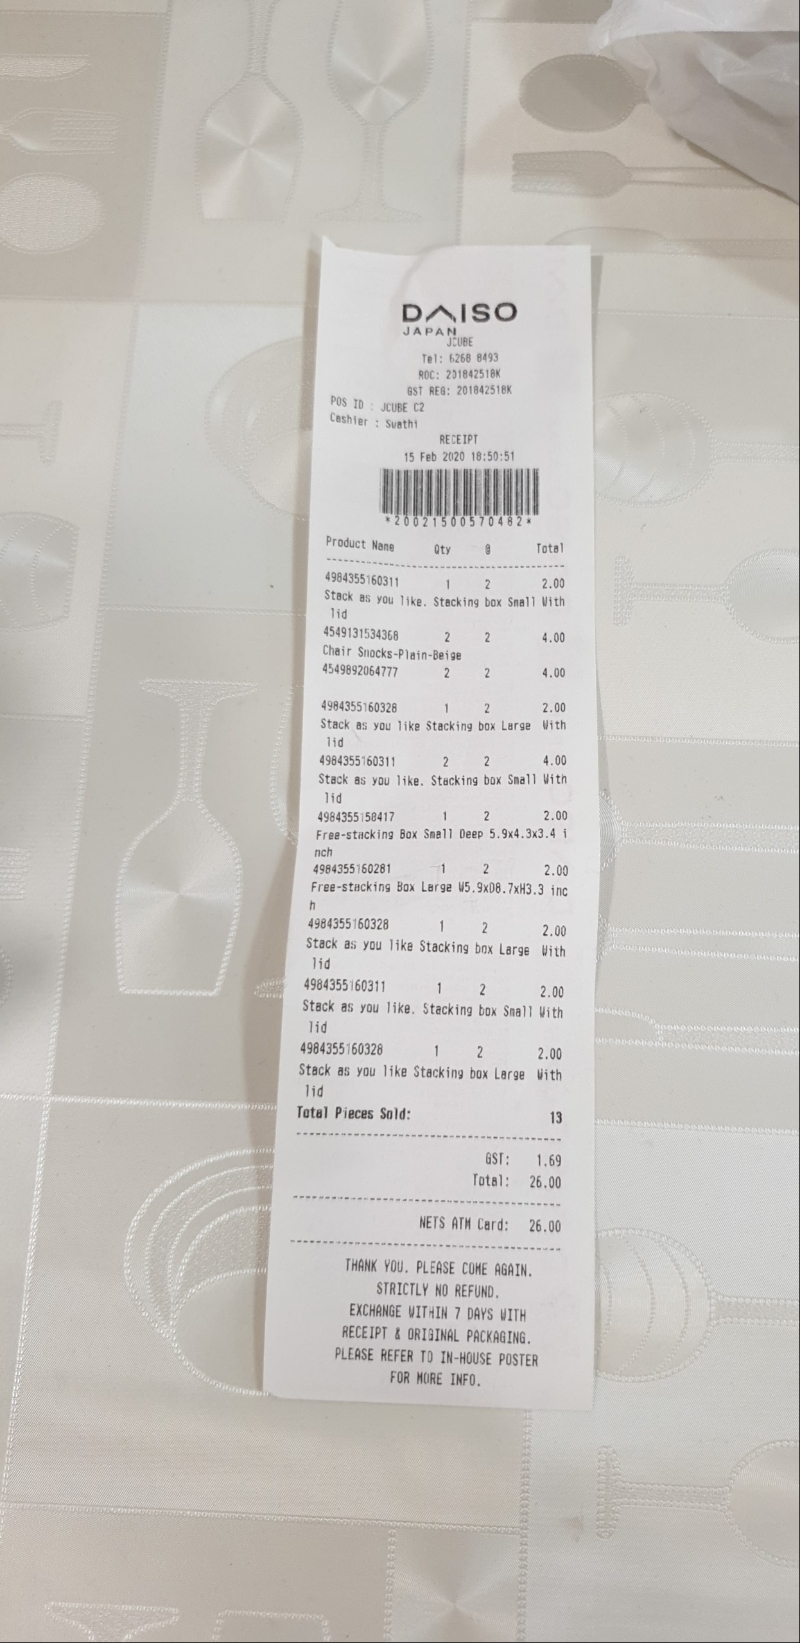 DAISO
JAPAN
JCUBE
Tel: 6268 8493
ROC: 201842518K
GST REG: 201842518K
POS ID : JCUBE C2
Cashier : Swathi
RECEIPT
15 Feb 2020 18:50:51
*20021500570482*
Product Name Qty @ Total
4984355160311 1 2 2.00
Stack as you like. Stacking box Small With
lid
4549131534368 2 2 4.00
Chair Snocks-Plain-Beige
4549892064777 2 2 4.00
4984355160328 1 2 2.00
Stack as you like Stacking box Large With
lid
4984355160311 2 2 4.00
Stack as you like. Stacking box Small With
lid
4984355158417 1 2 2.00
Free-stacking Box Small Deep 5.9x4.3x3.4 i
nch
4984355160281 1 2 2.00
Free-stacking Box Large W5.9xD8.7xH3.3 inc
h
4984355160328 1 2 2.00
Stack as you like Stacking box Large With
lid
4984355160311 1 2 2.00
Stack as you like. Stacking box Small With
lid
4984355160328 1 2 2.00
Stack as you like Stacking box Large With
lid
Total Pieces Sold: 13
GST: 1.69
Total: 26.00
NETS ATM Card: 26.00
THANK YOU. PLEASE COME AGAIN.
STRICTLY NO REFUND.
EXCHANGE WITHIN 7 DAYS WITH
RECEIPT & ORIGINAL PACKAGING.
PLEASE REFER TO IN-HOUSE POSTER
FOR MORE INFO.